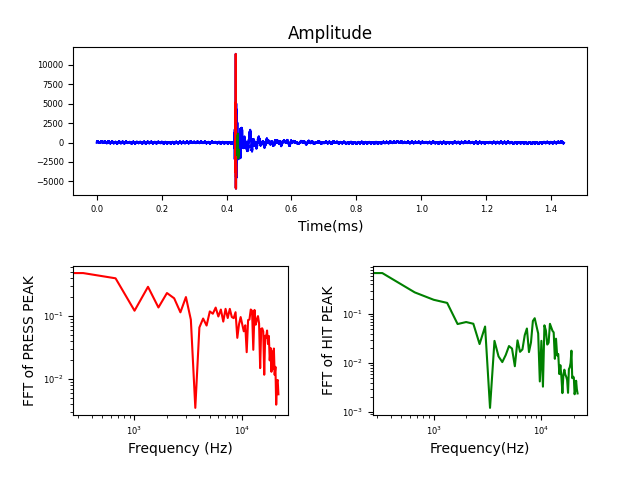 Amplitude
10000
7500
5000
2500
0
−2500
−5000
0.0 0.2 0.4 0.6 0.8 1.0 1.2 1.4
Time(ms)
FFT of PRESS PEAK
10⁻¹
10⁻²
10³ 10⁴
Frequency (Hz)
FFT of HIT PEAK
10⁻¹
10⁻²
10⁻³
10³ 10⁴
Frequency(Hz)